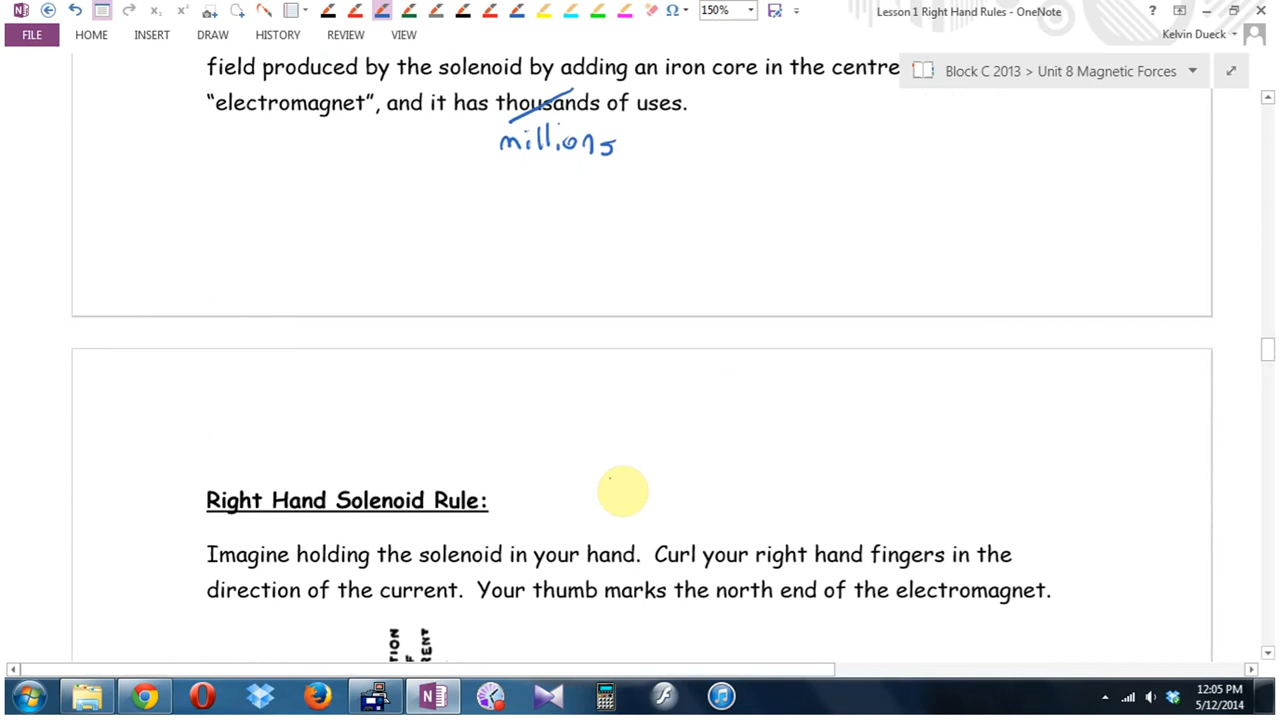 150%
Lesson 1 Right Hand Rules - OneNote
FILE HOME INSERT DRAW HISTORY REVIEW VIEW
Kelvin Dueck
Block C 2013 > Unit 8 Magnetic Forces
field produced by the solenoid by adding an iron core in the centre
"electromagnet", and it has thousands of uses.
millions
Right Hand Solenoid Rule:
Imagine holding the solenoid in your hand. Curl your right hand fingers in the
direction of the current. Your thumb marks the north end of the electromagnet.
12:05 PM
5/12/2014